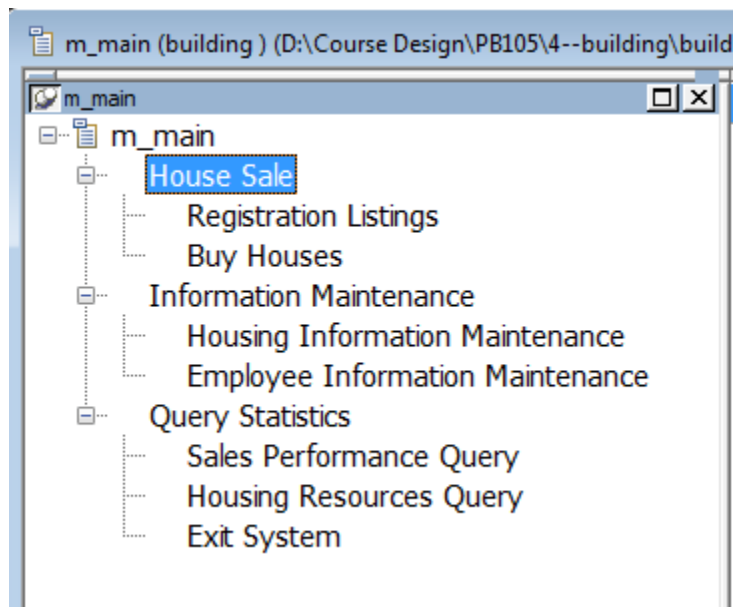 m_main (building ) (D:\Course Design\PB105\4--building\build
m_main
m_main
House Sale
Registration Listings
Buy Houses
Information Maintenance
Housing Information Maintenance
Employee Information Maintenance
Query Statistics
Sales Performance Query
Housing Resources Query
Exit System